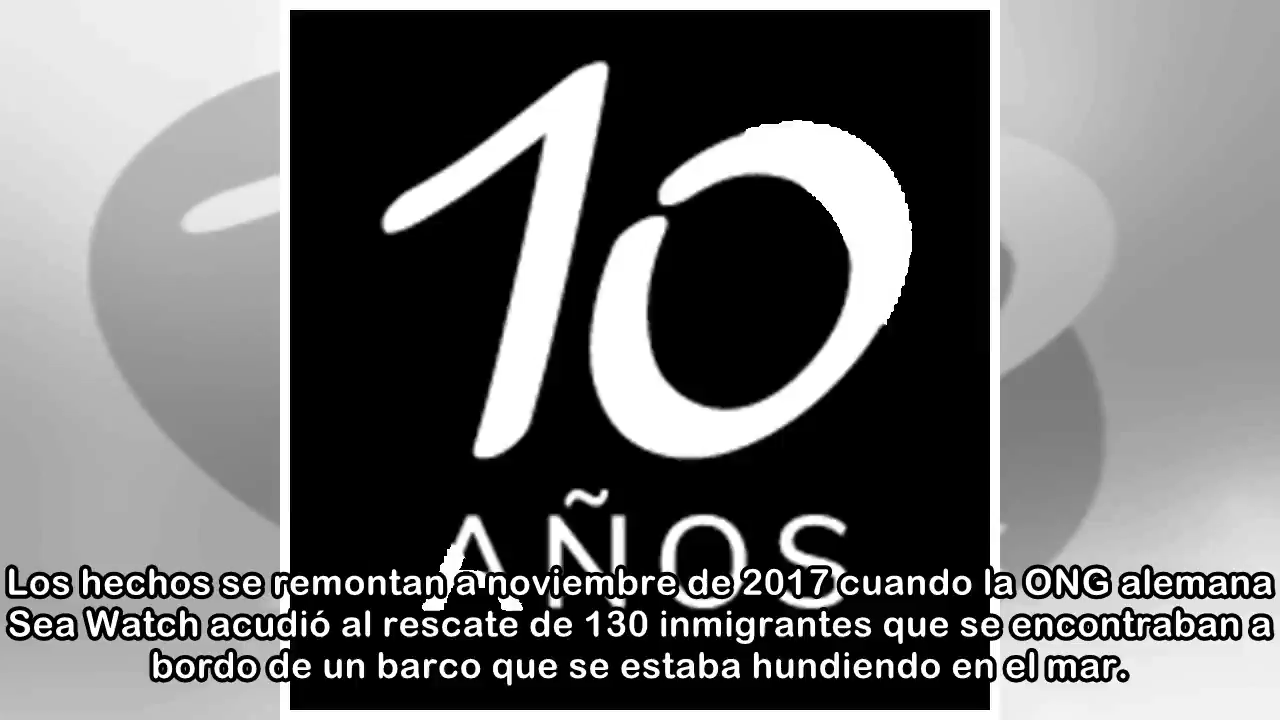 10
AÑOS
Los hechos se remontan a noviembre de 2017 cuando la ONG alemana
Sea Watch acudió al rescate de 130 inmigrantes que se encontraban a
bordo de un barco que se estaba hundiendo en el mar.